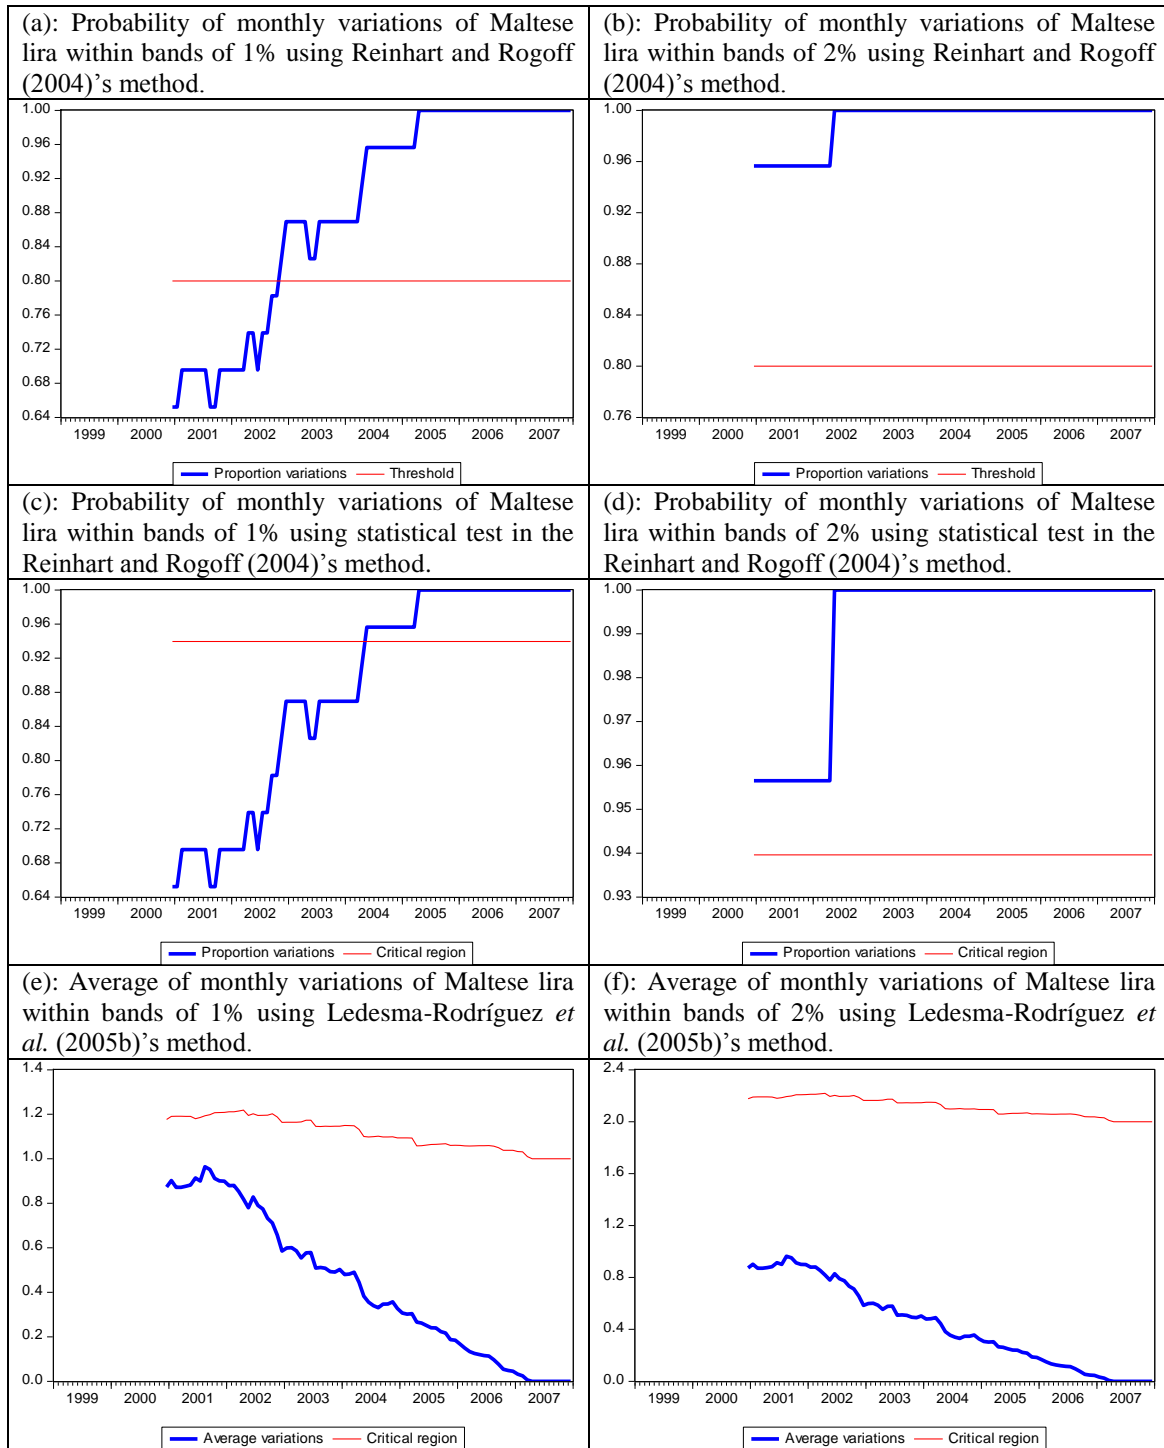 (a): Probability of monthly variations of Maltese
lira within bands of 1% using Reinhart and Rogoff
(2004)'s method.
(b): Probability of monthly variations of Maltese
lira within bands of 2% using Reinhart and Rogoff
(2004)'s method.
1.00
0.96
0.92
0.88
0.84
0.80
0.76
0.72
0.68
0.64
1999 2000 2001 2002 2003 2004 2005 2006 2007
Proportion variations Threshold
1.00
0.96
0.92
0.88
0.84
0.80
0.76
1999 2000 2001 2002 2003 2004 2005 2006 2007
Proportion variations Threshold
(c): Probability of monthly variations of Maltese
lira within bands of 1% using statistical test in the
Reinhart and Rogoff (2004)'s method.
(d): Probability of monthly variations of Maltese
lira within bands of 2% using statistical test in the
Reinhart and Rogoff (2004)'s method.
1.00
0.96
0.92
0.88
0.84
0.80
0.76
0.72
0.68
0.64
1999 2000 2001 2002 2003 2004 2005 2006 2007
Proportion variations Critical region
1.00
0.99
0.98
0.97
0.96
0.95
0.94
0.93
1999 2000 2001 2002 2003 2004 2005 2006 2007
Proportion variations Critical region
(e): Average of monthly variations of Maltese lira
within bands of 1% using Ledesma-Rodríguez et
al. (2005b)'s method.
(f): Average of monthly variations of Maltese lira
within bands of 2% using Ledesma-Rodríguez et
al. (2005b)'s method.
1.4
1.2
1.0
0.8
0.6
0.4
0.2
0.0
1999 2000 2001 2002 2003 2004 2005 2006 2007
Average variations Critical region
2.4
2.0
1.6
1.2
0.8
0.4
0.0
1999 2000 2001 2002 2003 2004 2005 2006 2007
Average variations Critical region